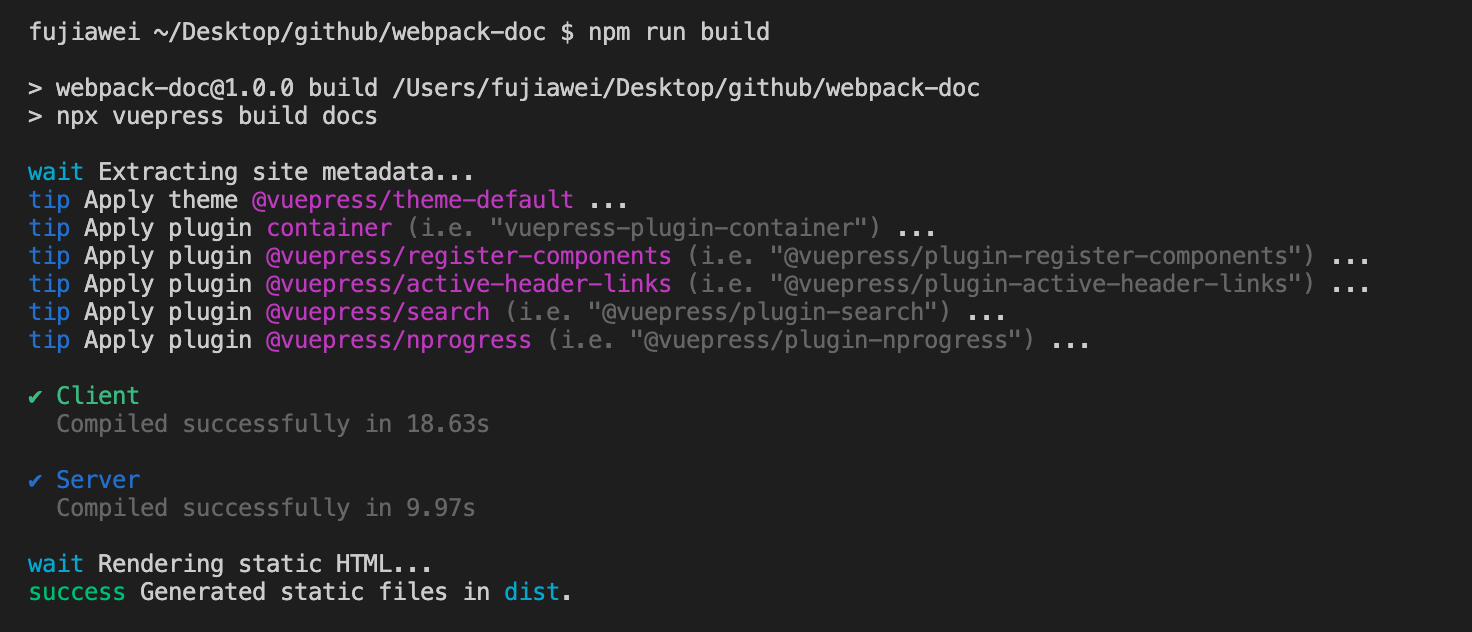 fujiawei ~/Desktop/github/webpack-doc $ npm run build
> webpack-doc@1.0.0 build /Users/fujiawei/Desktop/github/webpack-doc
> npx vuepress build docs
wait Extracting site metadata...
tip Apply theme @vuepress/theme-default ...
tip Apply plugin container (i.e. "vuepress-plugin-container") ...
tip Apply plugin @vuepress/register-components (i.e. "@vuepress/plugin-register-components") ...
tip Apply plugin @vuepress/active-header-links (i.e. "@vuepress/plugin-active-header-links") ...
tip Apply plugin @vuepress/search (i.e. "@vuepress/plugin-search") ...
tip Apply plugin @vuepress/nprogress (i.e. "@vuepress/plugin-nprogress") ...
✔ Client
Compiled successfully in 18.63s
✔ Server
Compiled successfully in 9.97s
wait Rendering static HTML...
success Generated static files in dist.